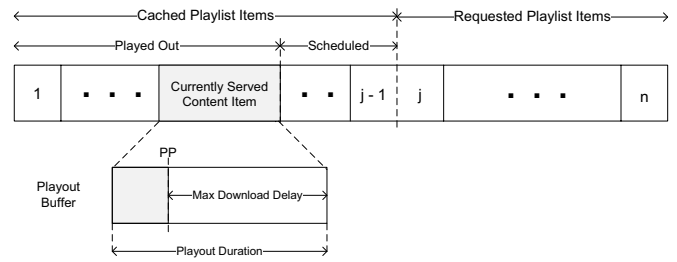 Cached Playlist Items
Requested Playlist Items
Played Out
Scheduled
1
. . .
Currently Served
Content Item
. .
j - 1
j
. . .
n
PP
Playout
Buffer
Max Download Delay
Playout Duration